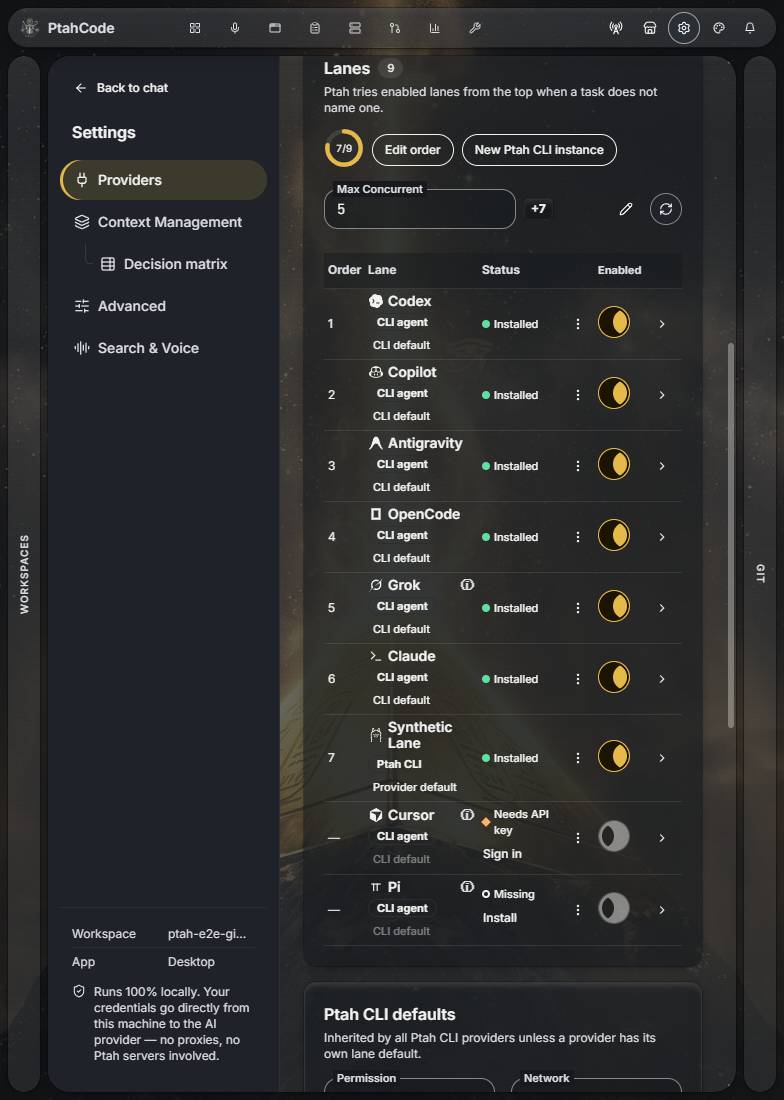 PtahCode
WORKSPACES
Back to chat
Settings
Providers
Context Management
Decision matrix
Advanced
Search & Voice
Workspace ptah-e2e-gi...
App Desktop
Runs 100% locally. Your
credentials go directly from
this machine to the AI
provider — no proxies, no
Ptah servers involved.
Lanes 9
Ptah tries enabled lanes from the top when a task does not
name one.
7/9 Edit order New Ptah CLI instance
Max Concurrent
5 +7
Order Lane Status Enabled
Codex
1 CLI agent Installed
CLI default
Copilot
2 CLI agent Installed
CLI default
Antigravity
3 CLI agent Installed
CLI default
OpenCode
4 CLI agent Installed
CLI default
Grok
5 CLI agent Installed
CLI default
Claude
6 CLI agent Installed
CLI default
Synthetic
Lane
7 Ptah CLI Installed
Provider default
Cursor Needs API
key
— CLI agent
CLI default Sign in
Pi Missing
— CLI agent Install
CLI default
Ptah CLI defaults
Inherited by all Ptah CLI providers unless a provider has its
own lane default.
Permission Network
GIT